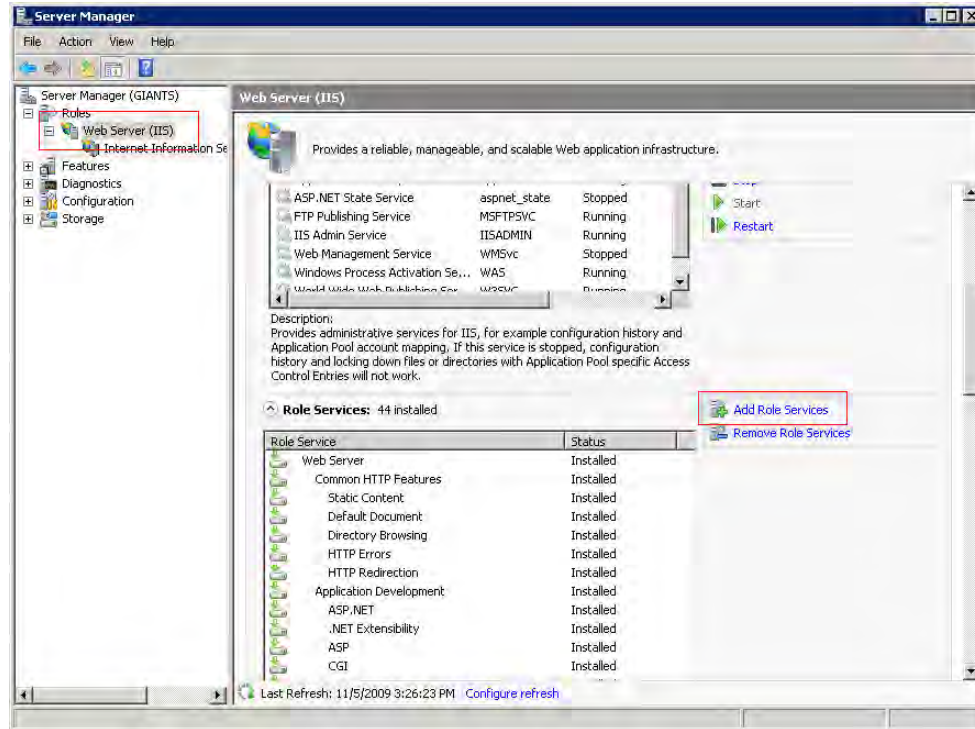 Server Manager
File Action View Help
Server Manager (GIANTS)
Roles
Web Server (IIS)
Internet Information Se
Features
Diagnostics
Configuration
Storage
Web Server (IIS)
Provides a reliable, manageable, and scalable Web application infrastructure.
ASP.NET State Service aspnet_state Stopped
FTP Publishing Service MSFTPSVC Running
IIS Admin Service IISADMIN Running
Web Management Service WMSvc Stopped
Windows Process Activation Se... WAS Running
World Wide Web Publishing Ser W3SVC Running
Start
Restart
Description:
Provides administrative services for IIS, for example configuration history and
Application Pool account mapping. If this service is stopped, configuration
history and locking down files or directories with Application Pool specific Access
Control Entries will not work.
Role Services: 44 installed
Add Role Services
Remove Role Services
Role Service Status
Web Server Installed
Common HTTP Features Installed
Static Content Installed
Default Document Installed
Directory Browsing Installed
HTTP Errors Installed
HTTP Redirection Installed
Application Development Installed
ASP.NET Installed
.NET Extensibility Installed
ASP Installed
CGI Installed
Last Refresh: 11/5/2009 3:26:23 PM Configure refresh